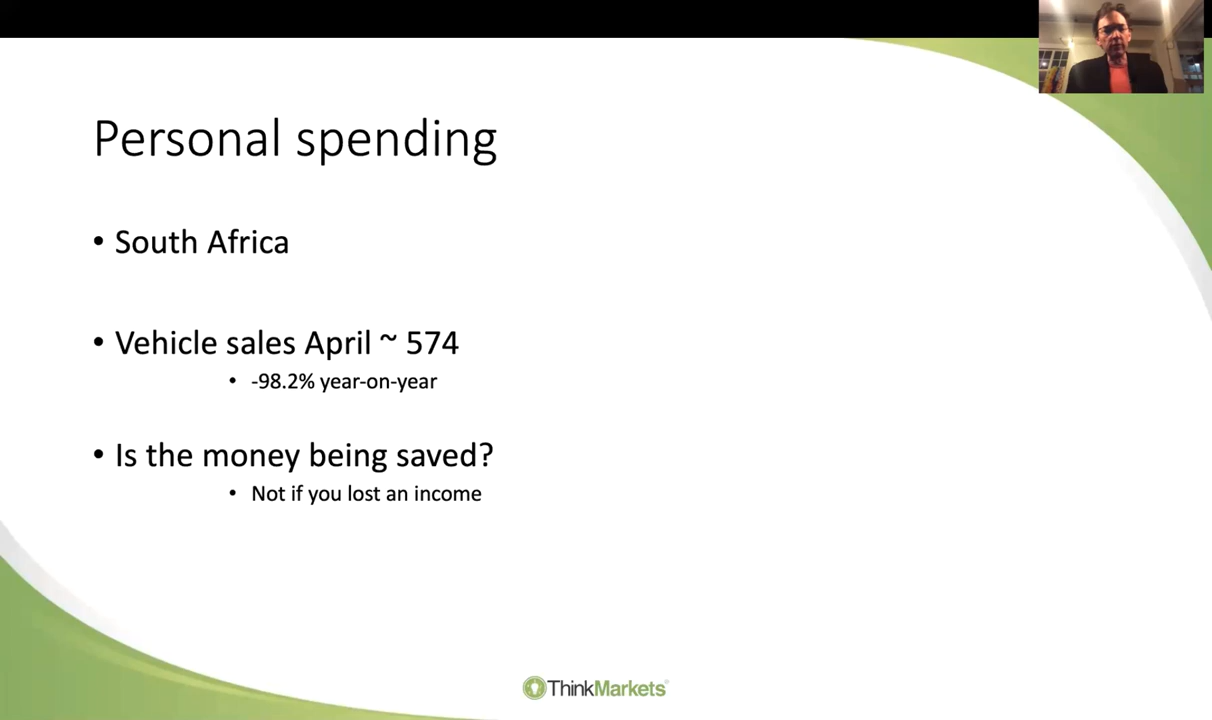 Personal spending
• South Africa
• Vehicle sales April ~ 574
• -98.2% year-on-year
• Is the money being saved?
• Not if you lost an income
ThinkMarkets